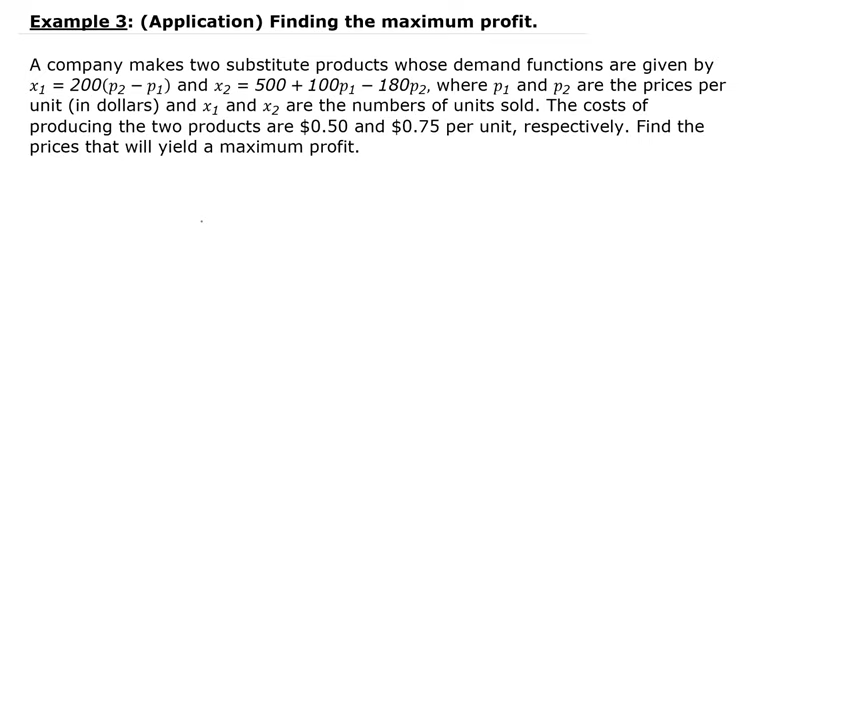 Example 3: (Application) Finding the maximum profit.
A company makes two substitute products whose demand functions are given by
x₁ = 200(p₂ − p₁) and x₂ = 500 + 100p₁ − 180p₂, where p₁ and p₂ are the prices per
unit (in dollars) and x₁ and x₂ are the numbers of units sold. The costs of
producing the two products are $0.50 and $0.75 per unit, respectively. Find the
prices that will yield a maximum profit.